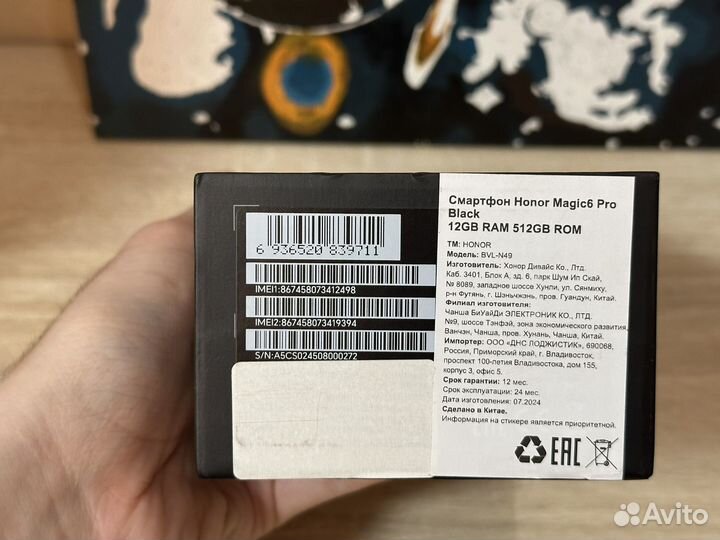 6 936520 839711
IMEI1:867458073412498
IMEI2:867458073419394
S/N:A5CS024508000272
Смартфон Honor Magic6 Pro
Black
12GB RAM 512GB ROM
ТМ: HONOR
Модель: BVL-N49
Изготовитель: Хонор Дивайс Ко., Лтд.
Каб. 3401, Блок А, зд. 6, парк Шум Ип Скай,
№ 8089, западное шоссе Хунли, ул. Сянмиху,
р-н Футянь, г. Шэньчжэнь, пров. Гуандун, Китай.
Филиал изготовителя:
Чанша БиУайДи ЭЛЕКТРОНИК КО., ЛТД.
№9, шоссе Тэнфэй, зона экономического развития
Ванчэн, Чанша, пров. Хунань, Чанша, Китай.
Импортер: ООО «ДНС ЛОДЖИСТИК», 690068,
Россия, Приморский край, г. Владивосток,
проспект 100-летия Владивостока, дом 155,
корпус 3, офис 5.
Срок гарантии: 12 мес.
Срок эксплуатации: 24 мес.
Дата изготовления: 07.2024
Сделано в Китае.
Информация на стикере является приоритетной.
EAC
Avito